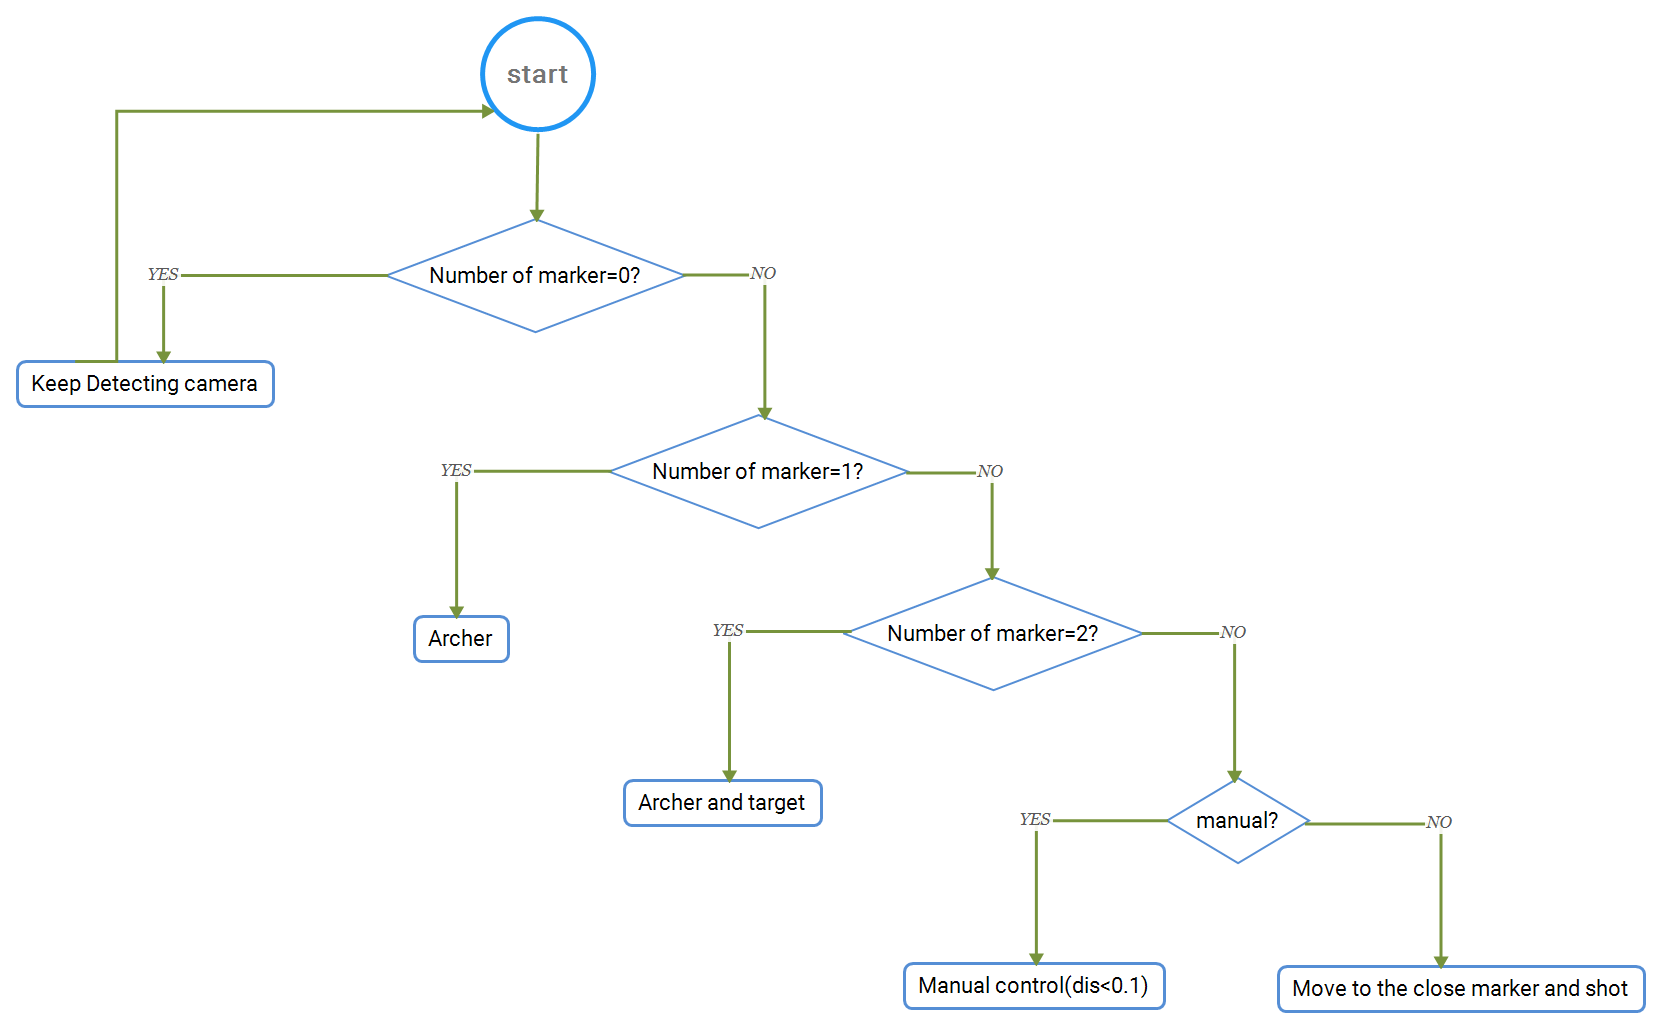 start
Number of marker=0?
YES
NO
Keep Detecting camera
Number of marker=1?
YES
NO
Archer
Number of marker=2?
YES
NO
Archer and target
manual?
YES
NO
Manual control(dis<0.1)
Move to the close marker and shot